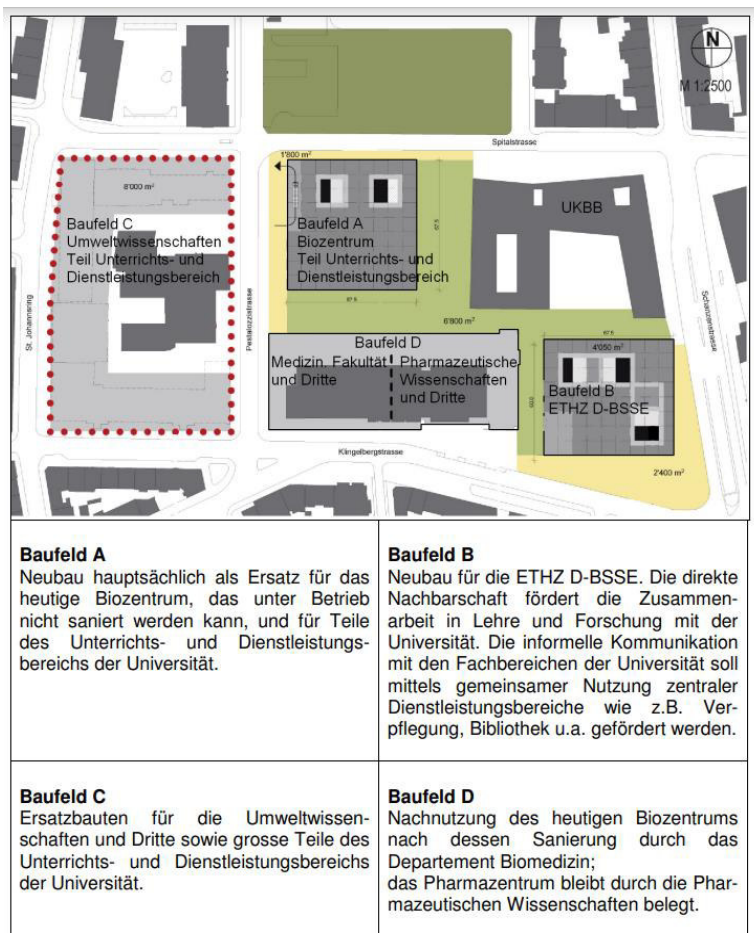 N
M 1:2500
Spitalstrasse
1'800 m²
8'000 m²
Baufeld C
Umweltwissenschaften
Teil Unterrichts- und
Dienstleistungsbereich
Baufeld A
Biozentrum
Teil Unterrichts- und
Dienstleistungsbereich
67.5
67.5
UKBB
St. Johannsring
Pestalozzistrasse
Schanzenstrasse
6'800 m²
Baufeld D
Medizin. Fakultät
und Dritte
Pharmazeutische
Wissenschaften
und Dritte
67.5
4'050 m²
Baufeld B
ETHZ D-BSSE
Klingelbergstrasse
2'400 m²
Baufeld A
Neubau hauptsächlich als Ersatz für das
heutige Biozentrum, das unter Betrieb
nicht saniert werden kann, und für Teile
des Unterrichts- und Dienstleistungs-
bereichs der Universität.
Baufeld B
Neubau für die ETHZ D-BSSE. Die direkte
Nachbarschaft fördert die Zusammen-
arbeit in Lehre und Forschung mit der
Universität. Die informelle Kommunikation
mit den Fachbereichen der Universität soll
mittels gemeinsamer Nutzung zentraler
Dienstleistungsbereiche wie z.B. Ver-
pflegung, Bibliothek u.a. gefördert werden.
Baufeld C
Ersatzbauten für die Umweltwissen-
schaften und Dritte sowie grosse Teile des
Unterrichts- und Dienstleistungsbereichs
der Universität.
Baufeld D
Nachnutzung des heutigen Biozentrums
nach dessen Sanierung durch das
Departement Biomedizin;
das Pharmazentrum bleibt durch die Phar-
mazeutischen Wissenschaften belegt.